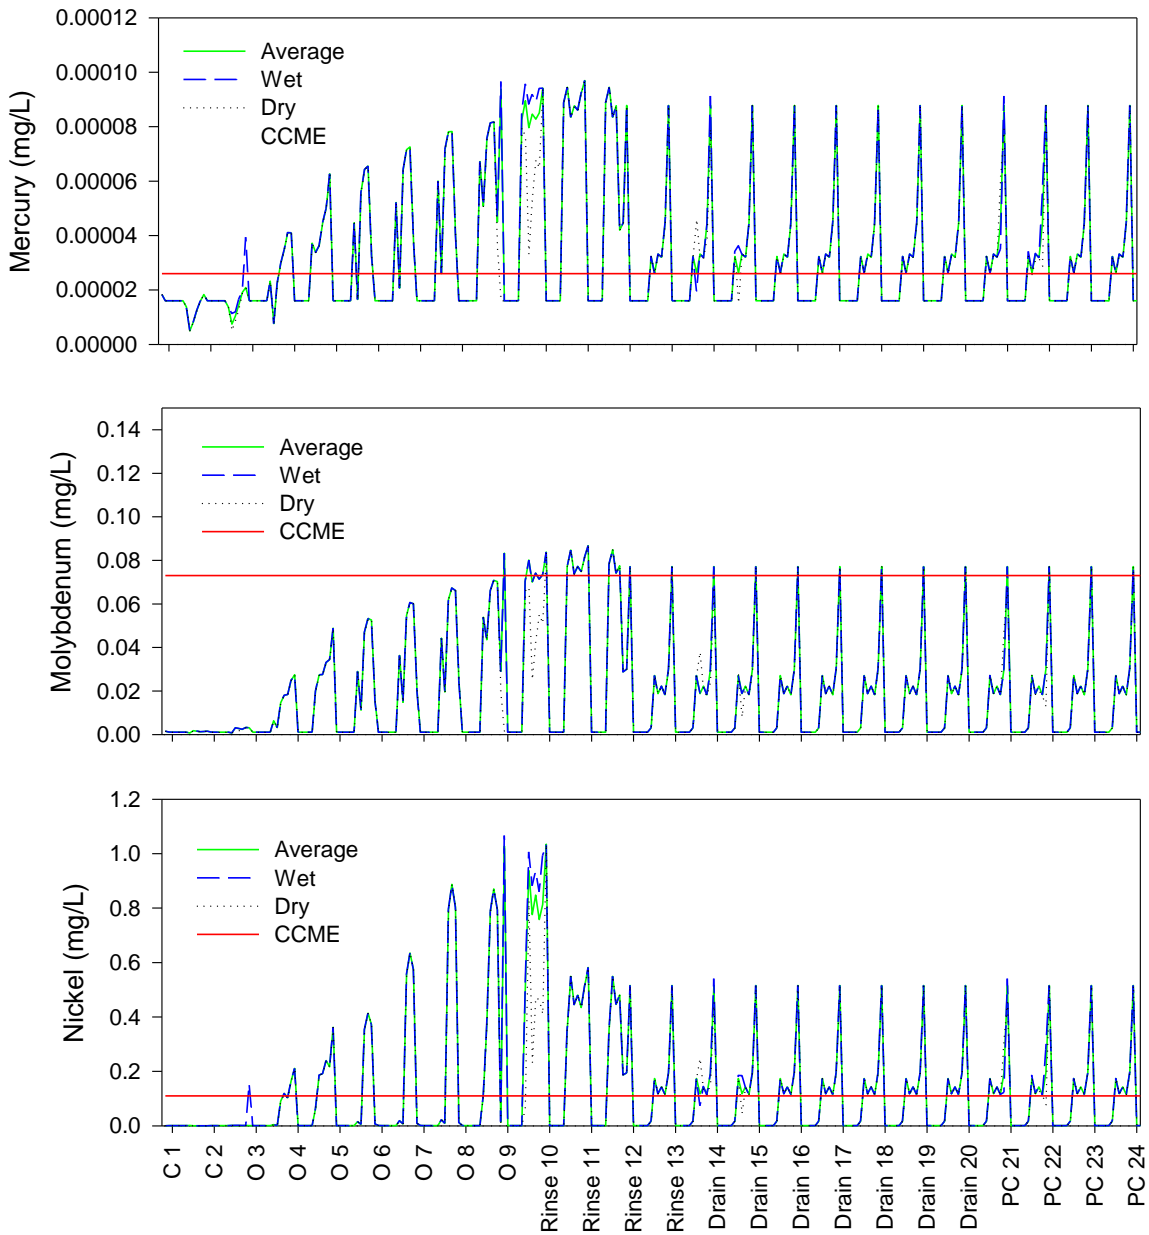 0.00012
0.00010
0.00008
0.00006
0.00004
0.00002
0.00000
Mercury (mg/L)
Average
Wet
Dry
CCME
0.14
0.12
0.10
0.08
0.06
0.04
0.02
0.00
Molybdenum (mg/L)
Average
Wet
Dry
CCME
1.2
1.0
0.8
0.6
0.4
0.2
0.0
Nickel (mg/L)
Average
Wet
Dry
CCME
C 1
C 2
O 3
O 4
O 5
O 6
O 7
O 8
O 9
Rinse 10
Rinse 11
Rinse 12
Rinse 13
Drain 14
Drain 15
Drain 16
Drain 17
Drain 18
Drain 19
Drain 20
PC 21
PC 22
PC 23
PC 24